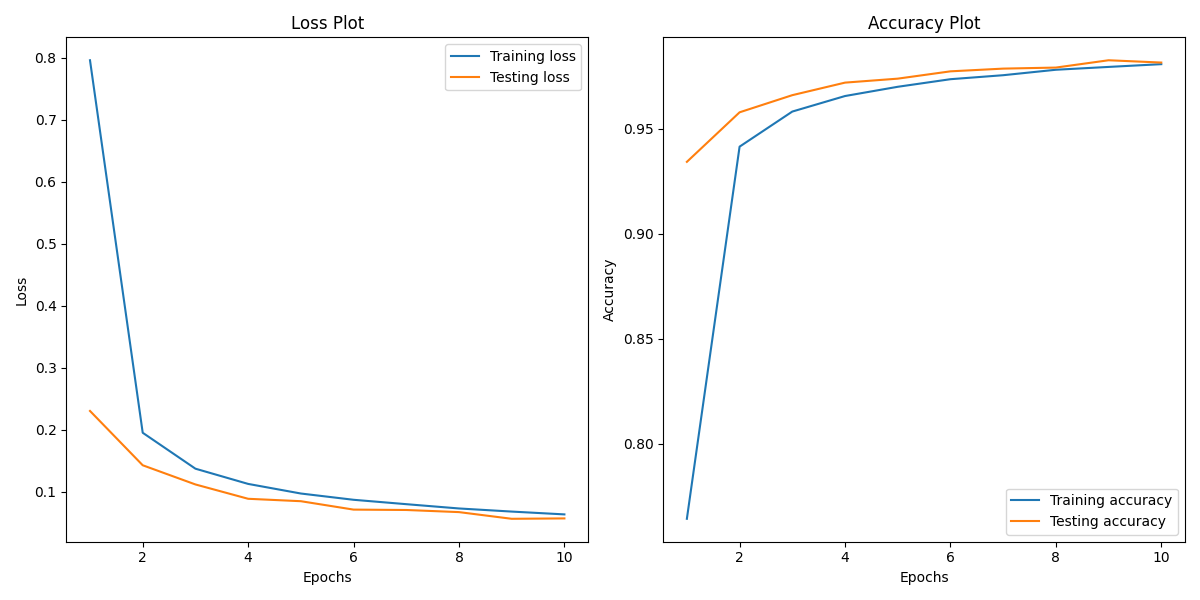 Loss Plot
0.8
0.7
0.6
0.5
0.4
0.3
0.2
0.1
Loss
Training loss
Testing loss
2 4 6 8 10
Epochs
Accuracy Plot
0.95
0.90
0.85
0.80
Accuracy
Training accuracy
Testing accuracy
2 4 6 8 10
Epochs